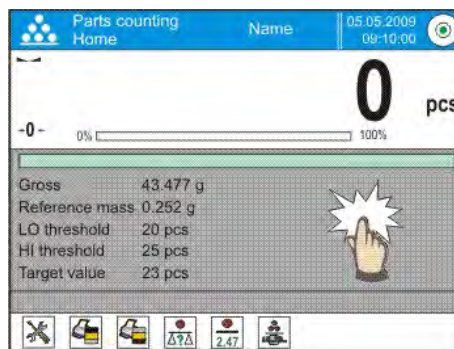 Parts counting
Home
Name
05.05.2009
09:10:00
0
pcs
-0-
0%
100%
Gross 43.477 g
Reference mass 0.252 g
LO threshold 20 pcs
HI threshold 25 pcs
Target value 23 pcs
?
2,47